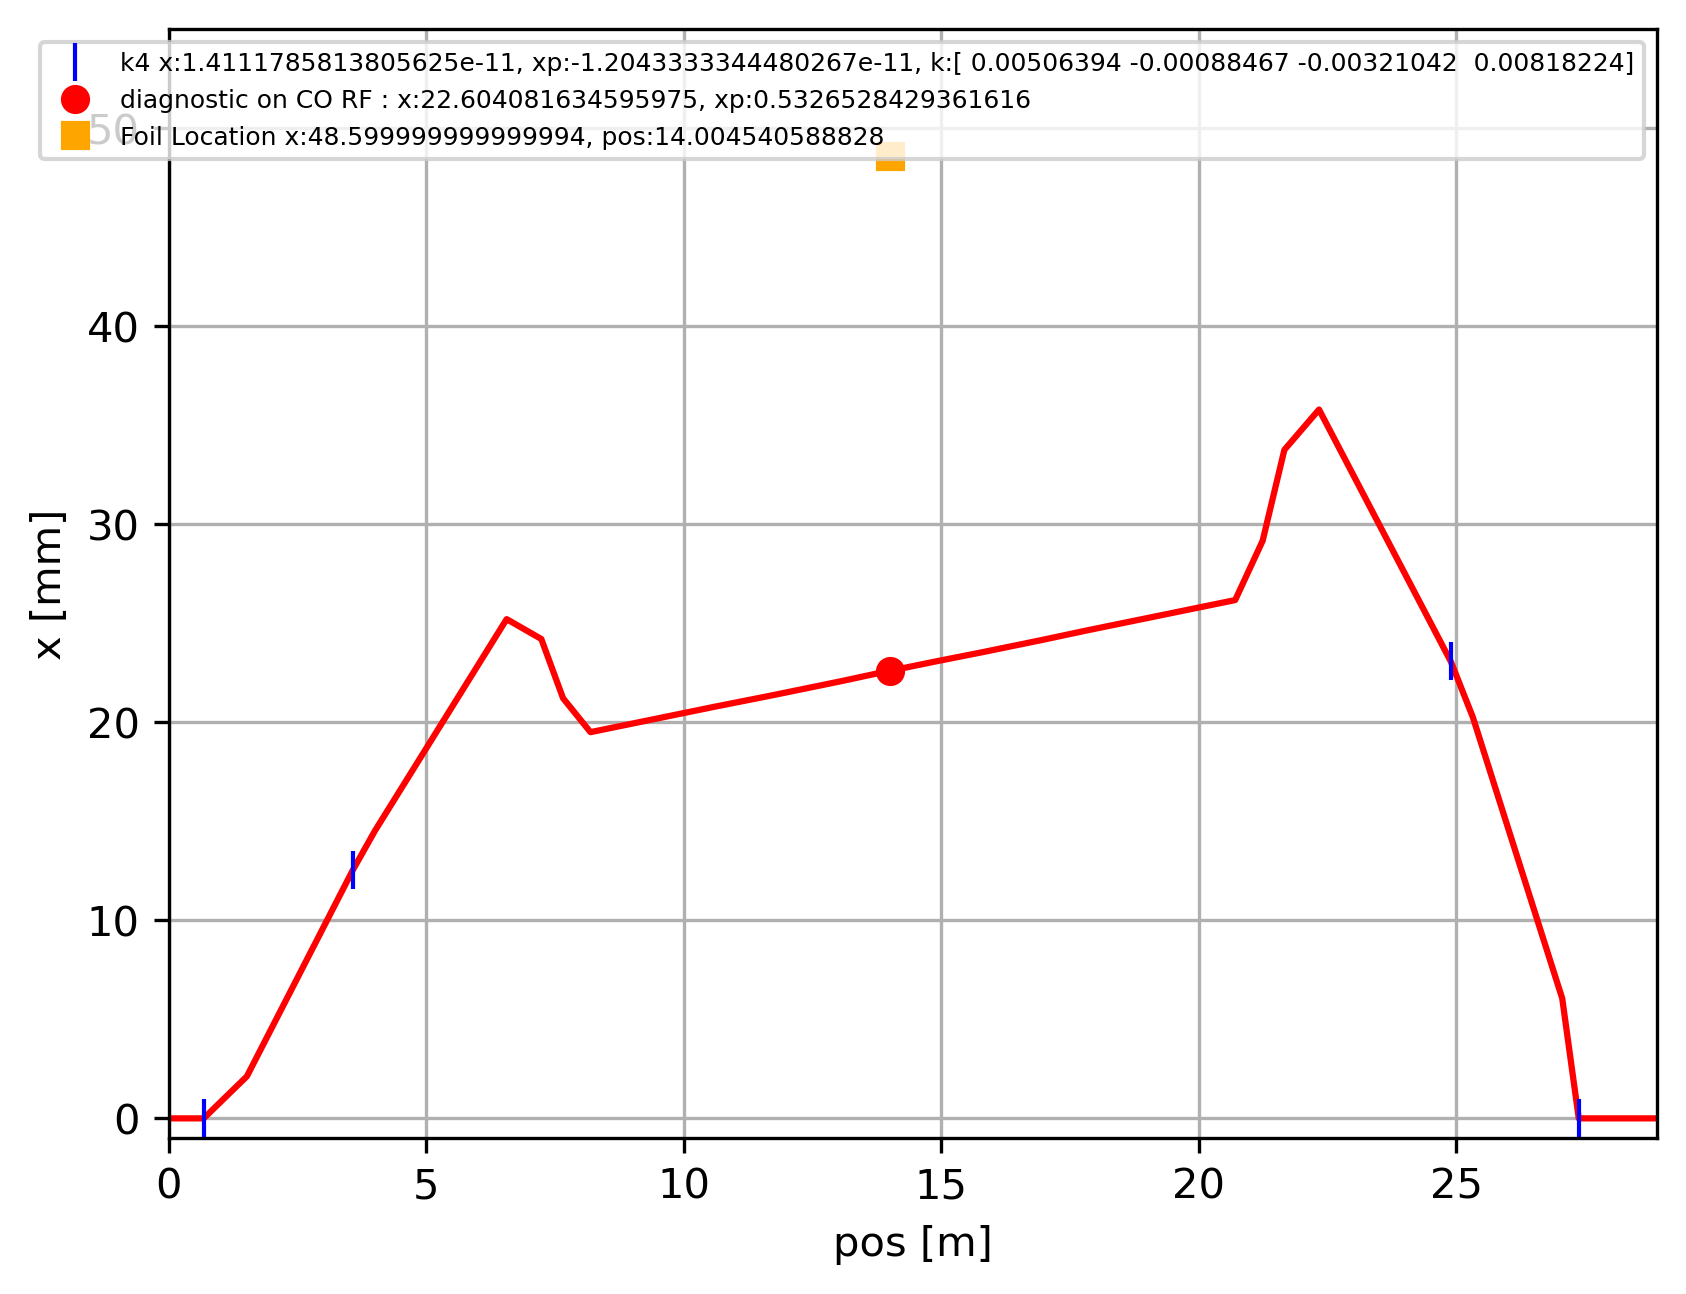 k4 x:1.4111785813805625e-11, xp:-1.2043333344480267e-11, k:[ 0.00506394 -0.00088467 -0.00321042  0.00818224]
diagnostic on CO RF : x:22.604081634595975, xp:0.5326528429361616
Foil Location x:48.599999999999994, pos:14.004540588828
50
40
30
20
10
0
x [mm]
0 5 10 15 20 25
pos [m]